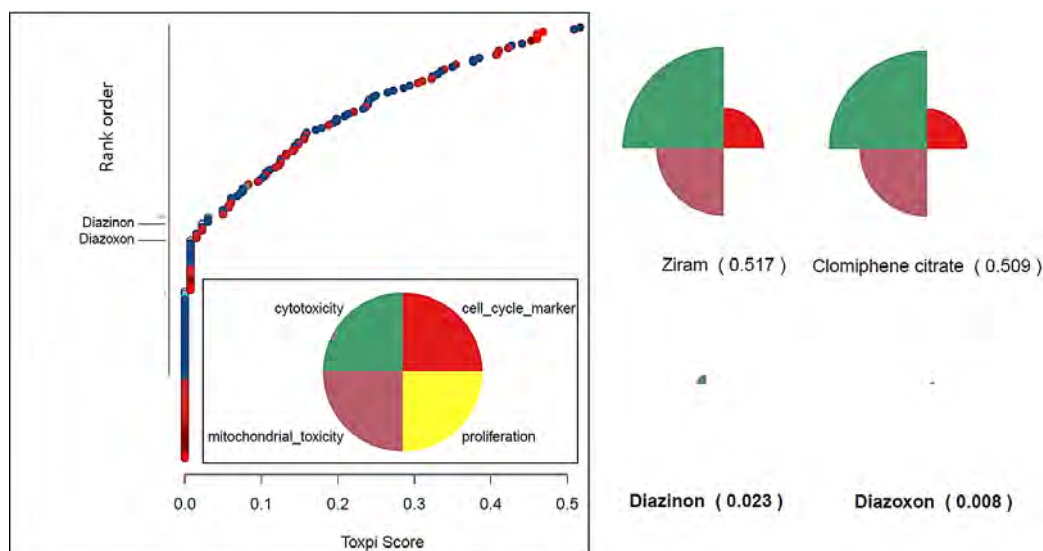 Rank order
Diazinon
Diazoxon
cytotoxicity
cell_cycle_marker
mitochondrial_toxicity
proliferation
0.0 0.1 0.2 0.3 0.4 0.5
Toxpi Score
Ziram ( 0.517 )
Clomiphene citrate ( 0.509 )
Diazinon ( 0.023 )
Diazoxon ( 0.008 )